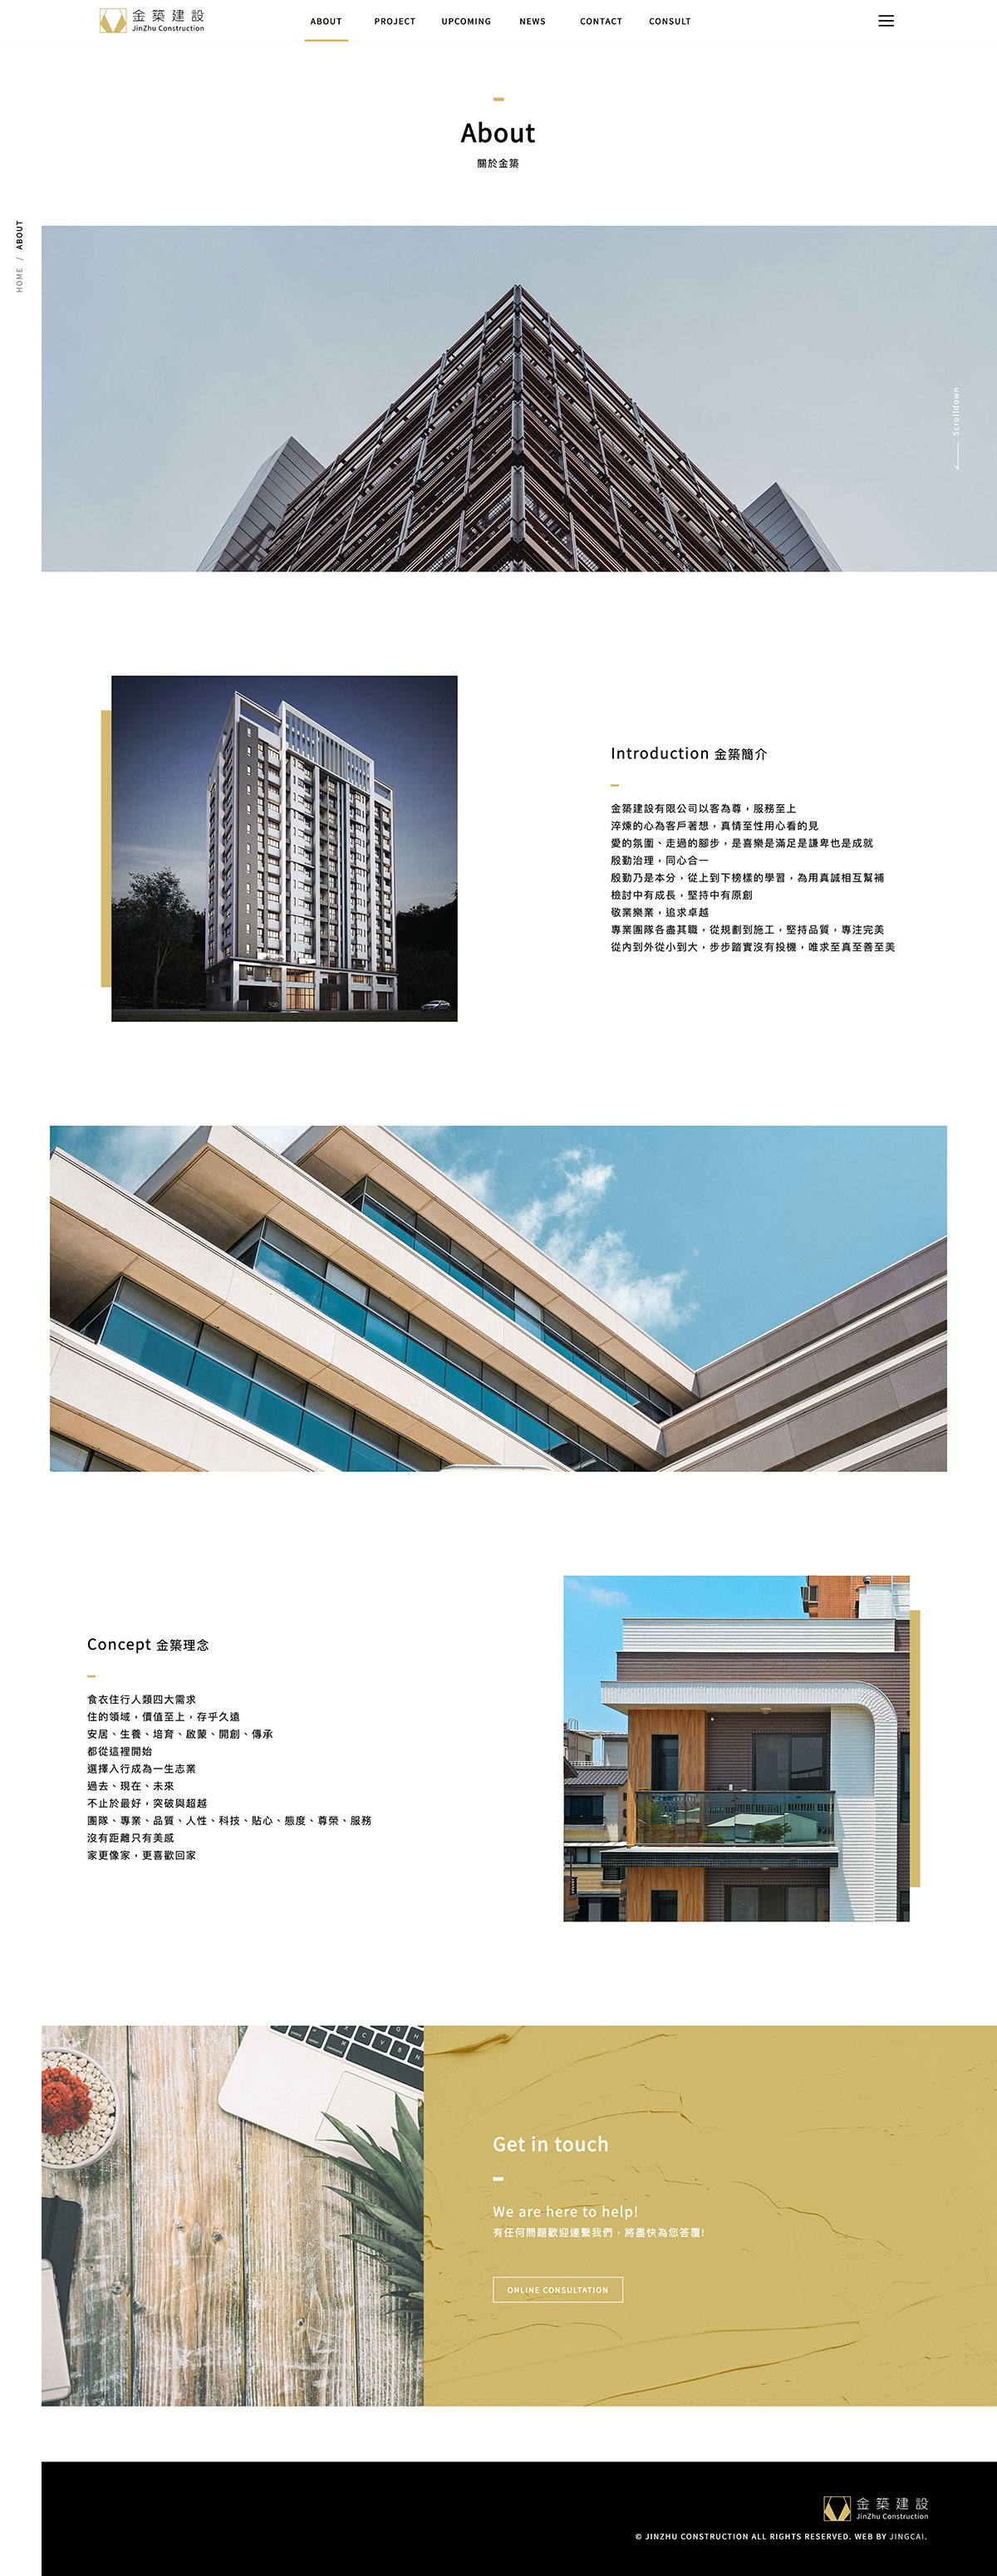 金築建設
JinZhu Construction
ABOUT
PROJECT
UPCOMING
NEWS
CONTACT
CONSULT
About
關於金築
HOME / ABOUT
Scrolldown
Introduction 金築簡介
金築建設有限公司以客為尊，服務至上
淬煉的心為客戶著想，真情至性用心看的見
愛的氛圍、走過的腳步，是喜樂是滿足是謙卑也是成就
殷勤治理，同心合一
殷勤乃是本分，從上到下榜樣的學習，為用真誠相互幫補
檢討中有成長，堅持中有原創
敬業樂業，追求卓越
專業團隊各盡其職，從規劃到施工，堅持品質，專注完美
從內到外從小到大，步步踏實沒有投機，唯求至真至善至美
Concept 金築理念
食衣住行人類四大需求
住的領域，價值至上，存乎久遠
安居、生養、培育、啟蒙、開創、傳承
都從這裡開始
選擇入行成為一生志業
過去、現在、未來
不止於最好，突破與超越
團隊、專業、品質、人性、科技、貼心、態度、尊榮、服務
沒有距離只有美感
家更像家，更喜歡回家
Get in touch
We are here to help!
有任何問題歡迎連繫我們，將盡快為您答覆!
ONLINE CONSULTATION
金築建設
JinZhu Construction
© JINZHU CONSTRUCTION ALL RIGHTS RESERVED. WEB BY JINGCAI.